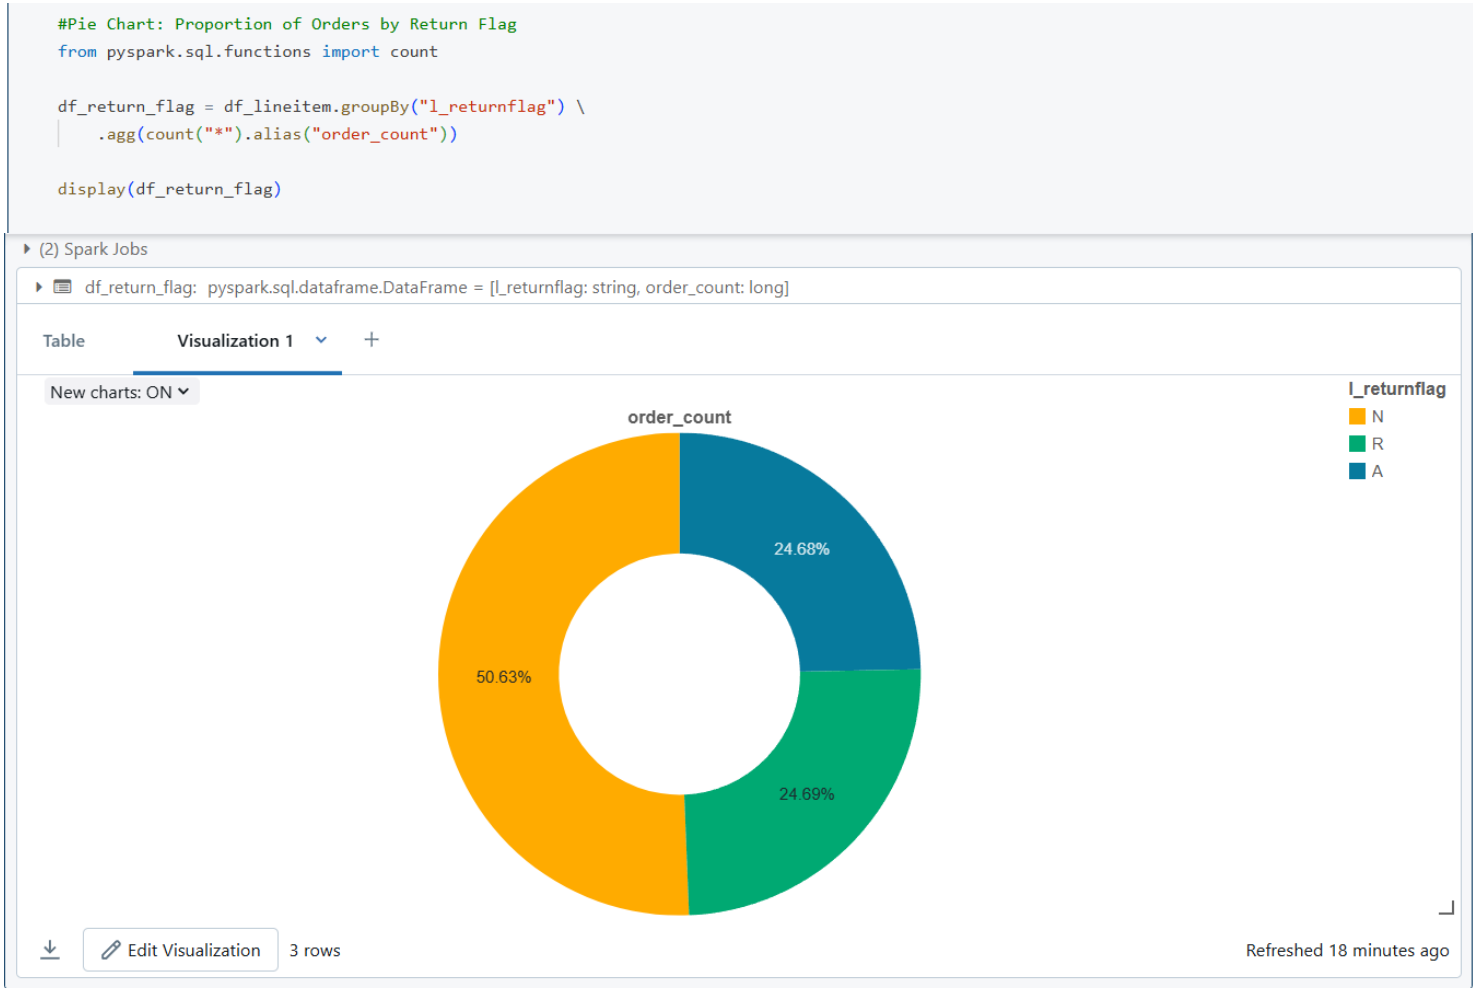 #Pie Chart: Proportion of Orders by Return Flag
from pyspark.sql.functions import count
df_return_flag = df_lineitem.groupBy("l_returnflag") \
.agg(count("*").alias("order_count"))
display(df_return_flag)
(2) Spark Jobs
df_return_flag: pyspark.sql.dataframe.DataFrame = [l_returnflag: string, order_count: long]
Table Visualization 1 +
New charts: ON
order_count
l_returnflag
N
R
A
24.68%
50.63%
24.69%
Edit Visualization 3 rows Refreshed 18 minutes ago